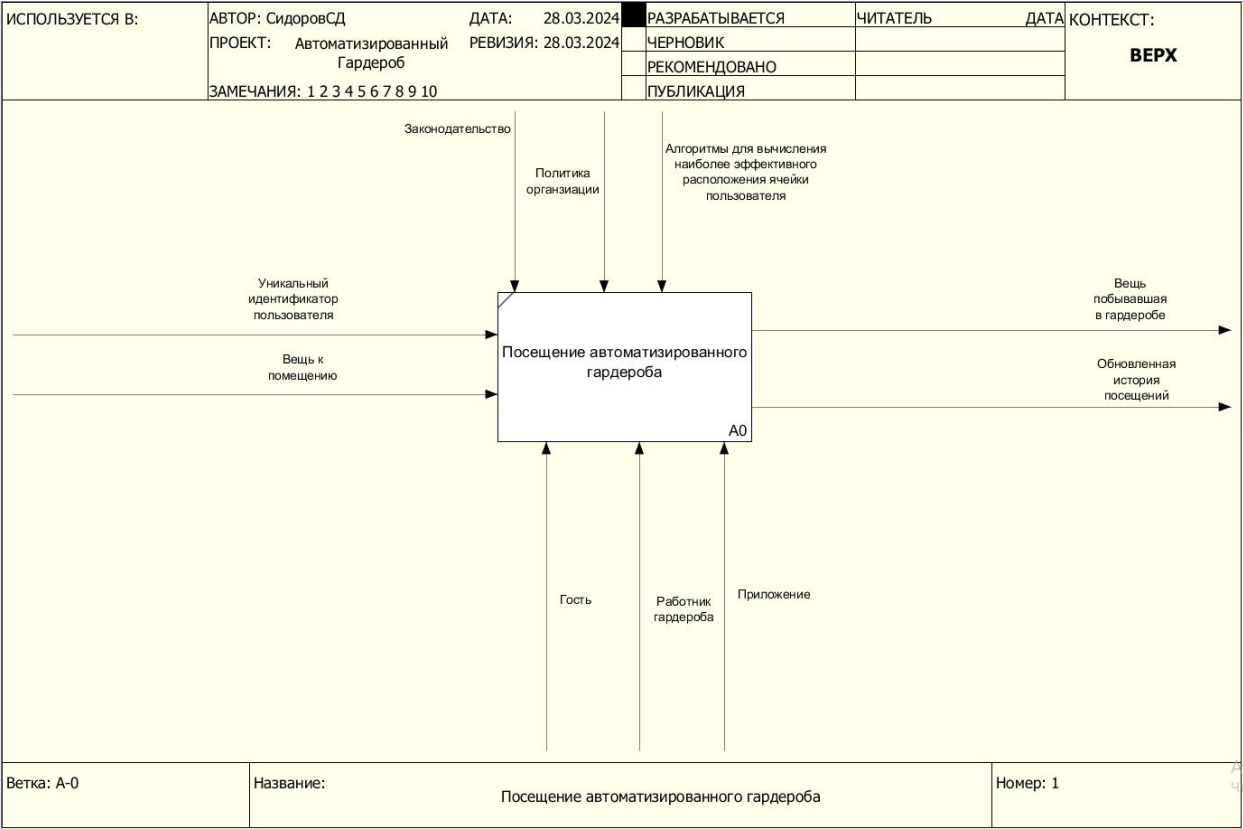 ИСПОЛЬЗУЕТСЯ В:
АВТОР: СидоровСД
ДАТА: 28.03.2024
ПРОЕКТ: Автоматизированный
Гардероб
РЕВИЗИЯ: 28.03.2024
ЗАМЕЧАНИЯ: 1 2 3 4 5 6 7 8 9 10
РАЗРАБАТЫВАЕТСЯ
ЧЕРНОВИК
РЕКОМЕНДОВАНО
ПУБЛИКАЦИЯ
ЧИТАТЕЛЬ ДАТА
КОНТЕКСТ:
ВЕРХ
Законодательство
Политика
органзиации
Алгоритмы для вычисления
наиболее эффективного
расположения ячейки
пользователя
Уникальный
идентификатор
пользователя
Вещь к
помещению
Посещение автоматизированного
гардероба
A0
Вещь
побывавшая
в гардеробе
Обновленная
история
посещений
Гость
Работник
гардероба
Приложение
Ветка: A-0
Название:
Посещение автоматизированного гардероба
Номер: 1